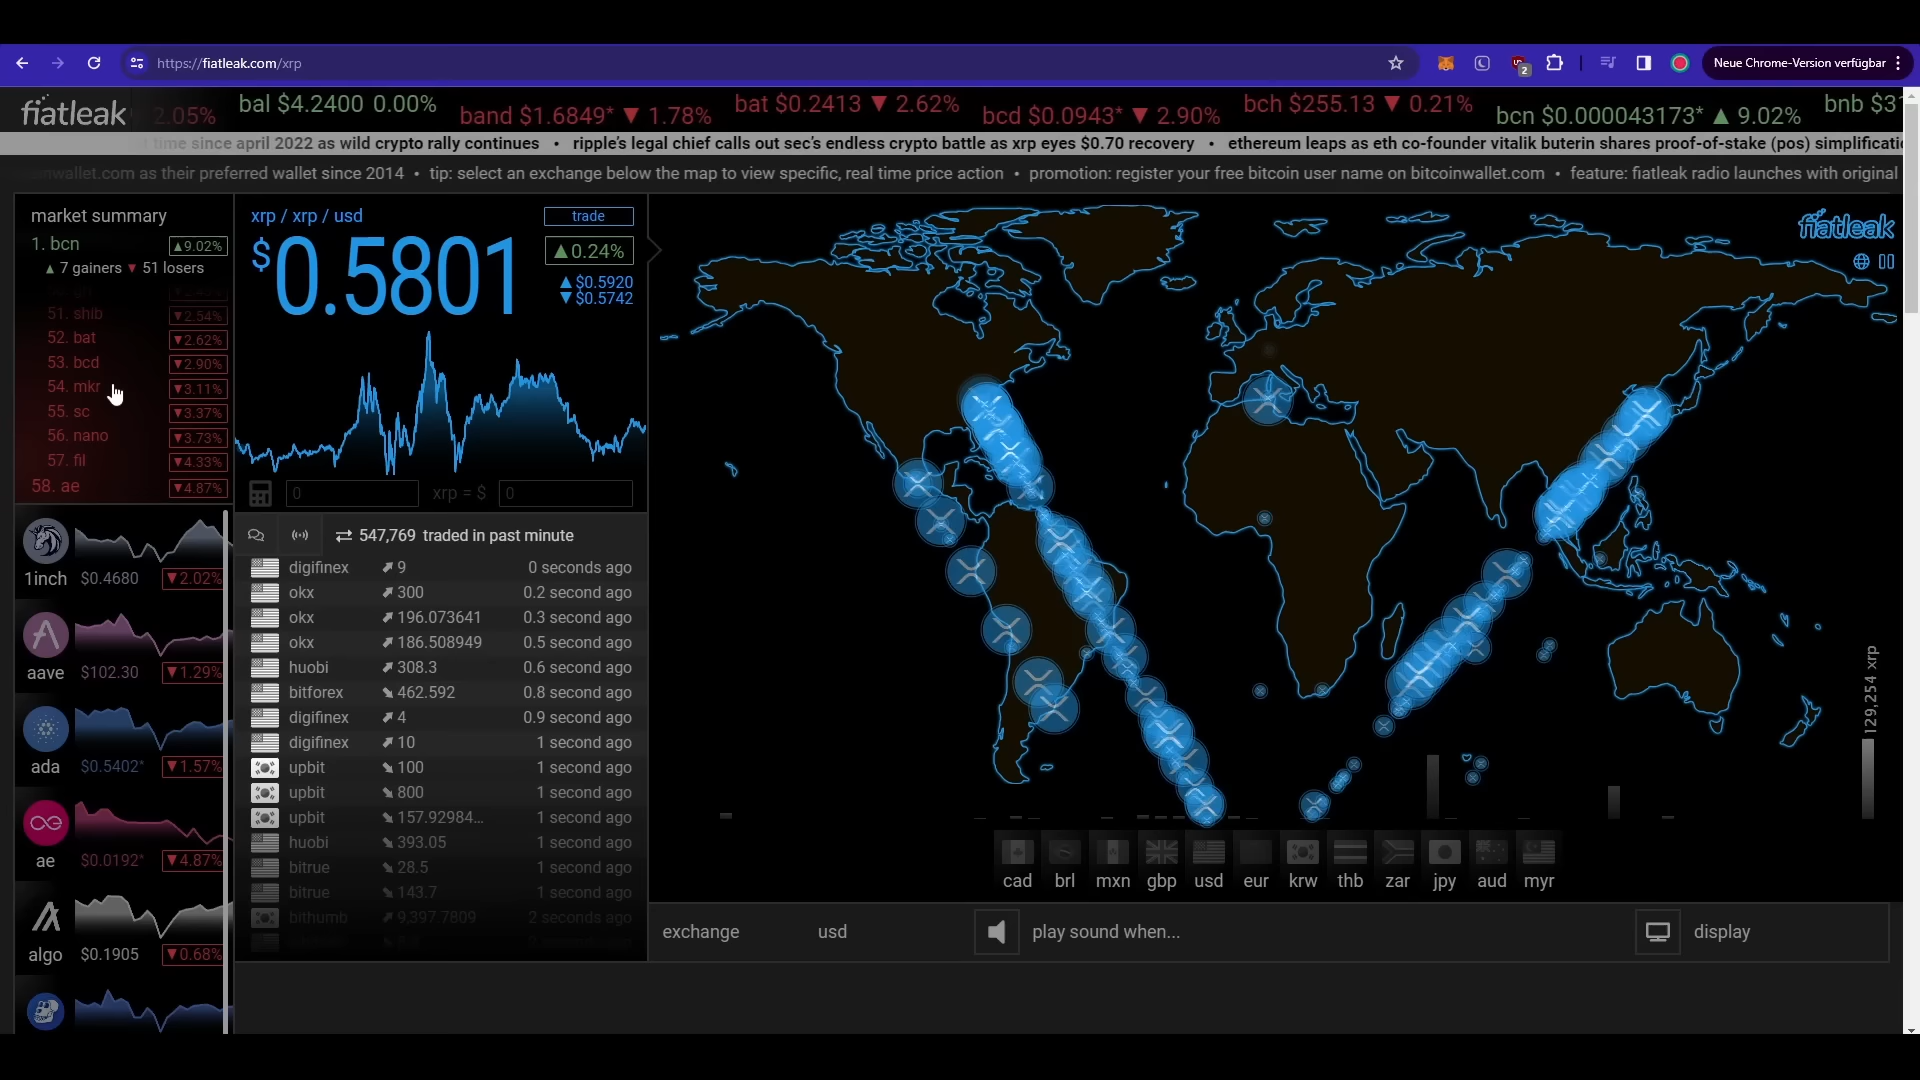 https://fiatleak.com/xrp
2
Neue Chrome-Version verfügbar
fiatleak
2.05%
bal $4.2400 0.00%
band $1.6849* ▼ 1.78%
bat $0.2413 ▼ 2.62%
bcd $0.0943* ▼ 2.90%
bch $255.13 ▼ 0.21%
bcn $0.000043173* ▲ 9.02%
time since april 2022 as wild crypto rally continues • ripple's legal chief calls out sec's endless crypto battle as xrp eyes $0.70 recovery • ethereum leaps as eth co-founder vitalik buterin shares proof-of-stake (pos)
as their preferred wallet since 2014 • tip: select an exchange below the map to view specific, real time price action • promotion: register your free bitcoin user name on bitcoinwallet.com • feature: fiatleak radio launches with original
market summary
1. bcn ▲9.02%
▲ 7 gainers ▼ 51 losers
51. shib ▼2.54%
52. bat ▼2.62%
53. bcd ▼2.90%
54. mkr ▼3.11%
55. sc ▼3.37%
56. nano ▼3.73%
57. fil ▼4.33%
58. ae ▼4.87%
1inch $0.4680 ▼2.02%
aave $102.30 ▼1.29%
ada $0.5402* ▼1.57%
ae $0.0192* ▼4.87%
algo $0.1905 ▼0.68%
xrp / xrp / usd
trade
$0.5801
▲0.24%
▲$0.5920
▼$0.5742
0 xrp = $ 0
547,769 traded in past minute
digifinex 9 0 seconds ago
okx 300 0.2 second ago
okx 196.073641 0.3 second ago
okx 186.508949 0.5 second ago
huobi 308.3 0.6 second ago
bitforex 462.592 0.8 second ago
digifinex 4 0.9 second ago
digifinex 10 1 second ago
upbit 100 1 second ago
upbit 800 1 second ago
upbit 157.92984... 1 second ago
huobi 393.05 1 second ago
bitrue 28.5 1 second ago
bitrue 143.7 1 second ago
bithumb 9,397.7809 2 seconds ago
fiatleak
129,254 xrp
cad brl mxn gbp usd eur krw thb zar jpy aud myr
exchange usd play sound when... display